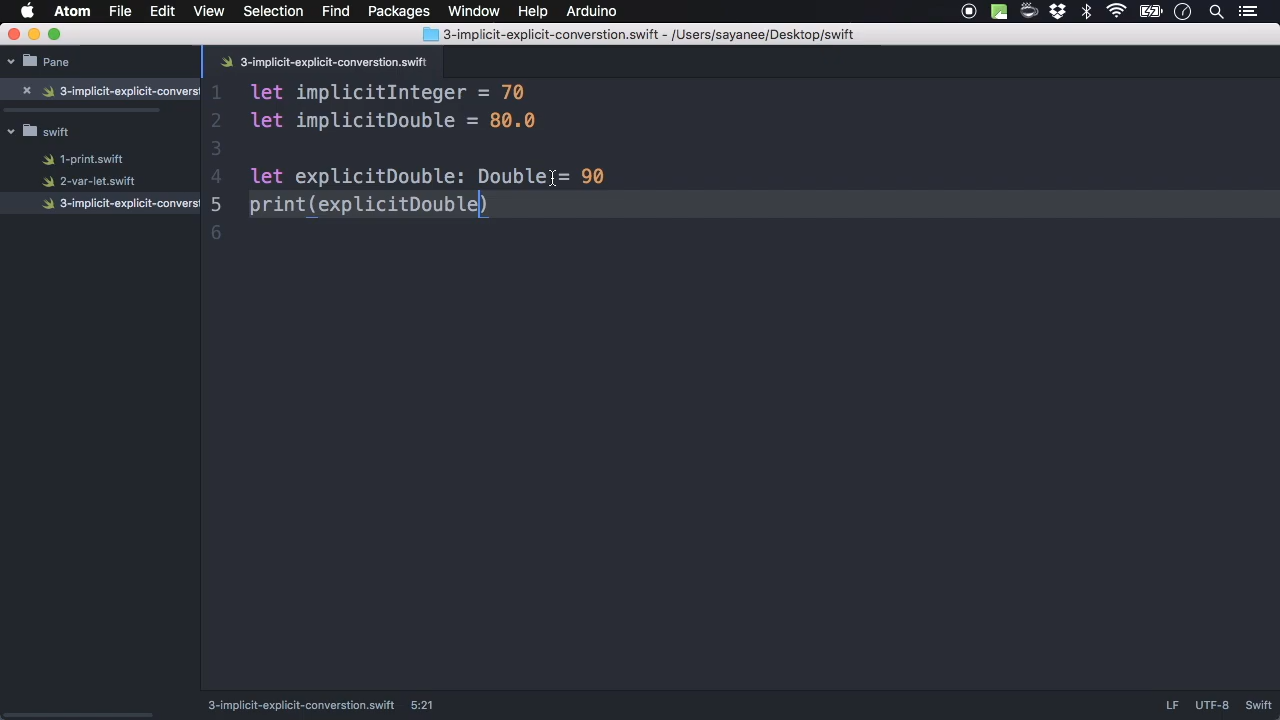 Atom File Edit View Selection Find Packages Window Help Arduino
3-implicit-explicit-converstion.swift - /Users/sayanee/Desktop/swift
Pane
3-implicit-explicit-converst
swift
1-print.swift
2-var-let.swift
3-implicit-explicit-converst
3-implicit-explicit-converstion.swift
1 let implicitInteger = 70
2 let implicitDouble = 80.0
3
4 let explicitDouble: Double = 90
5 print(explicitDouble)
6
3-implicit-explicit-converstion.swift 5:21 LF UTF-8 Swift